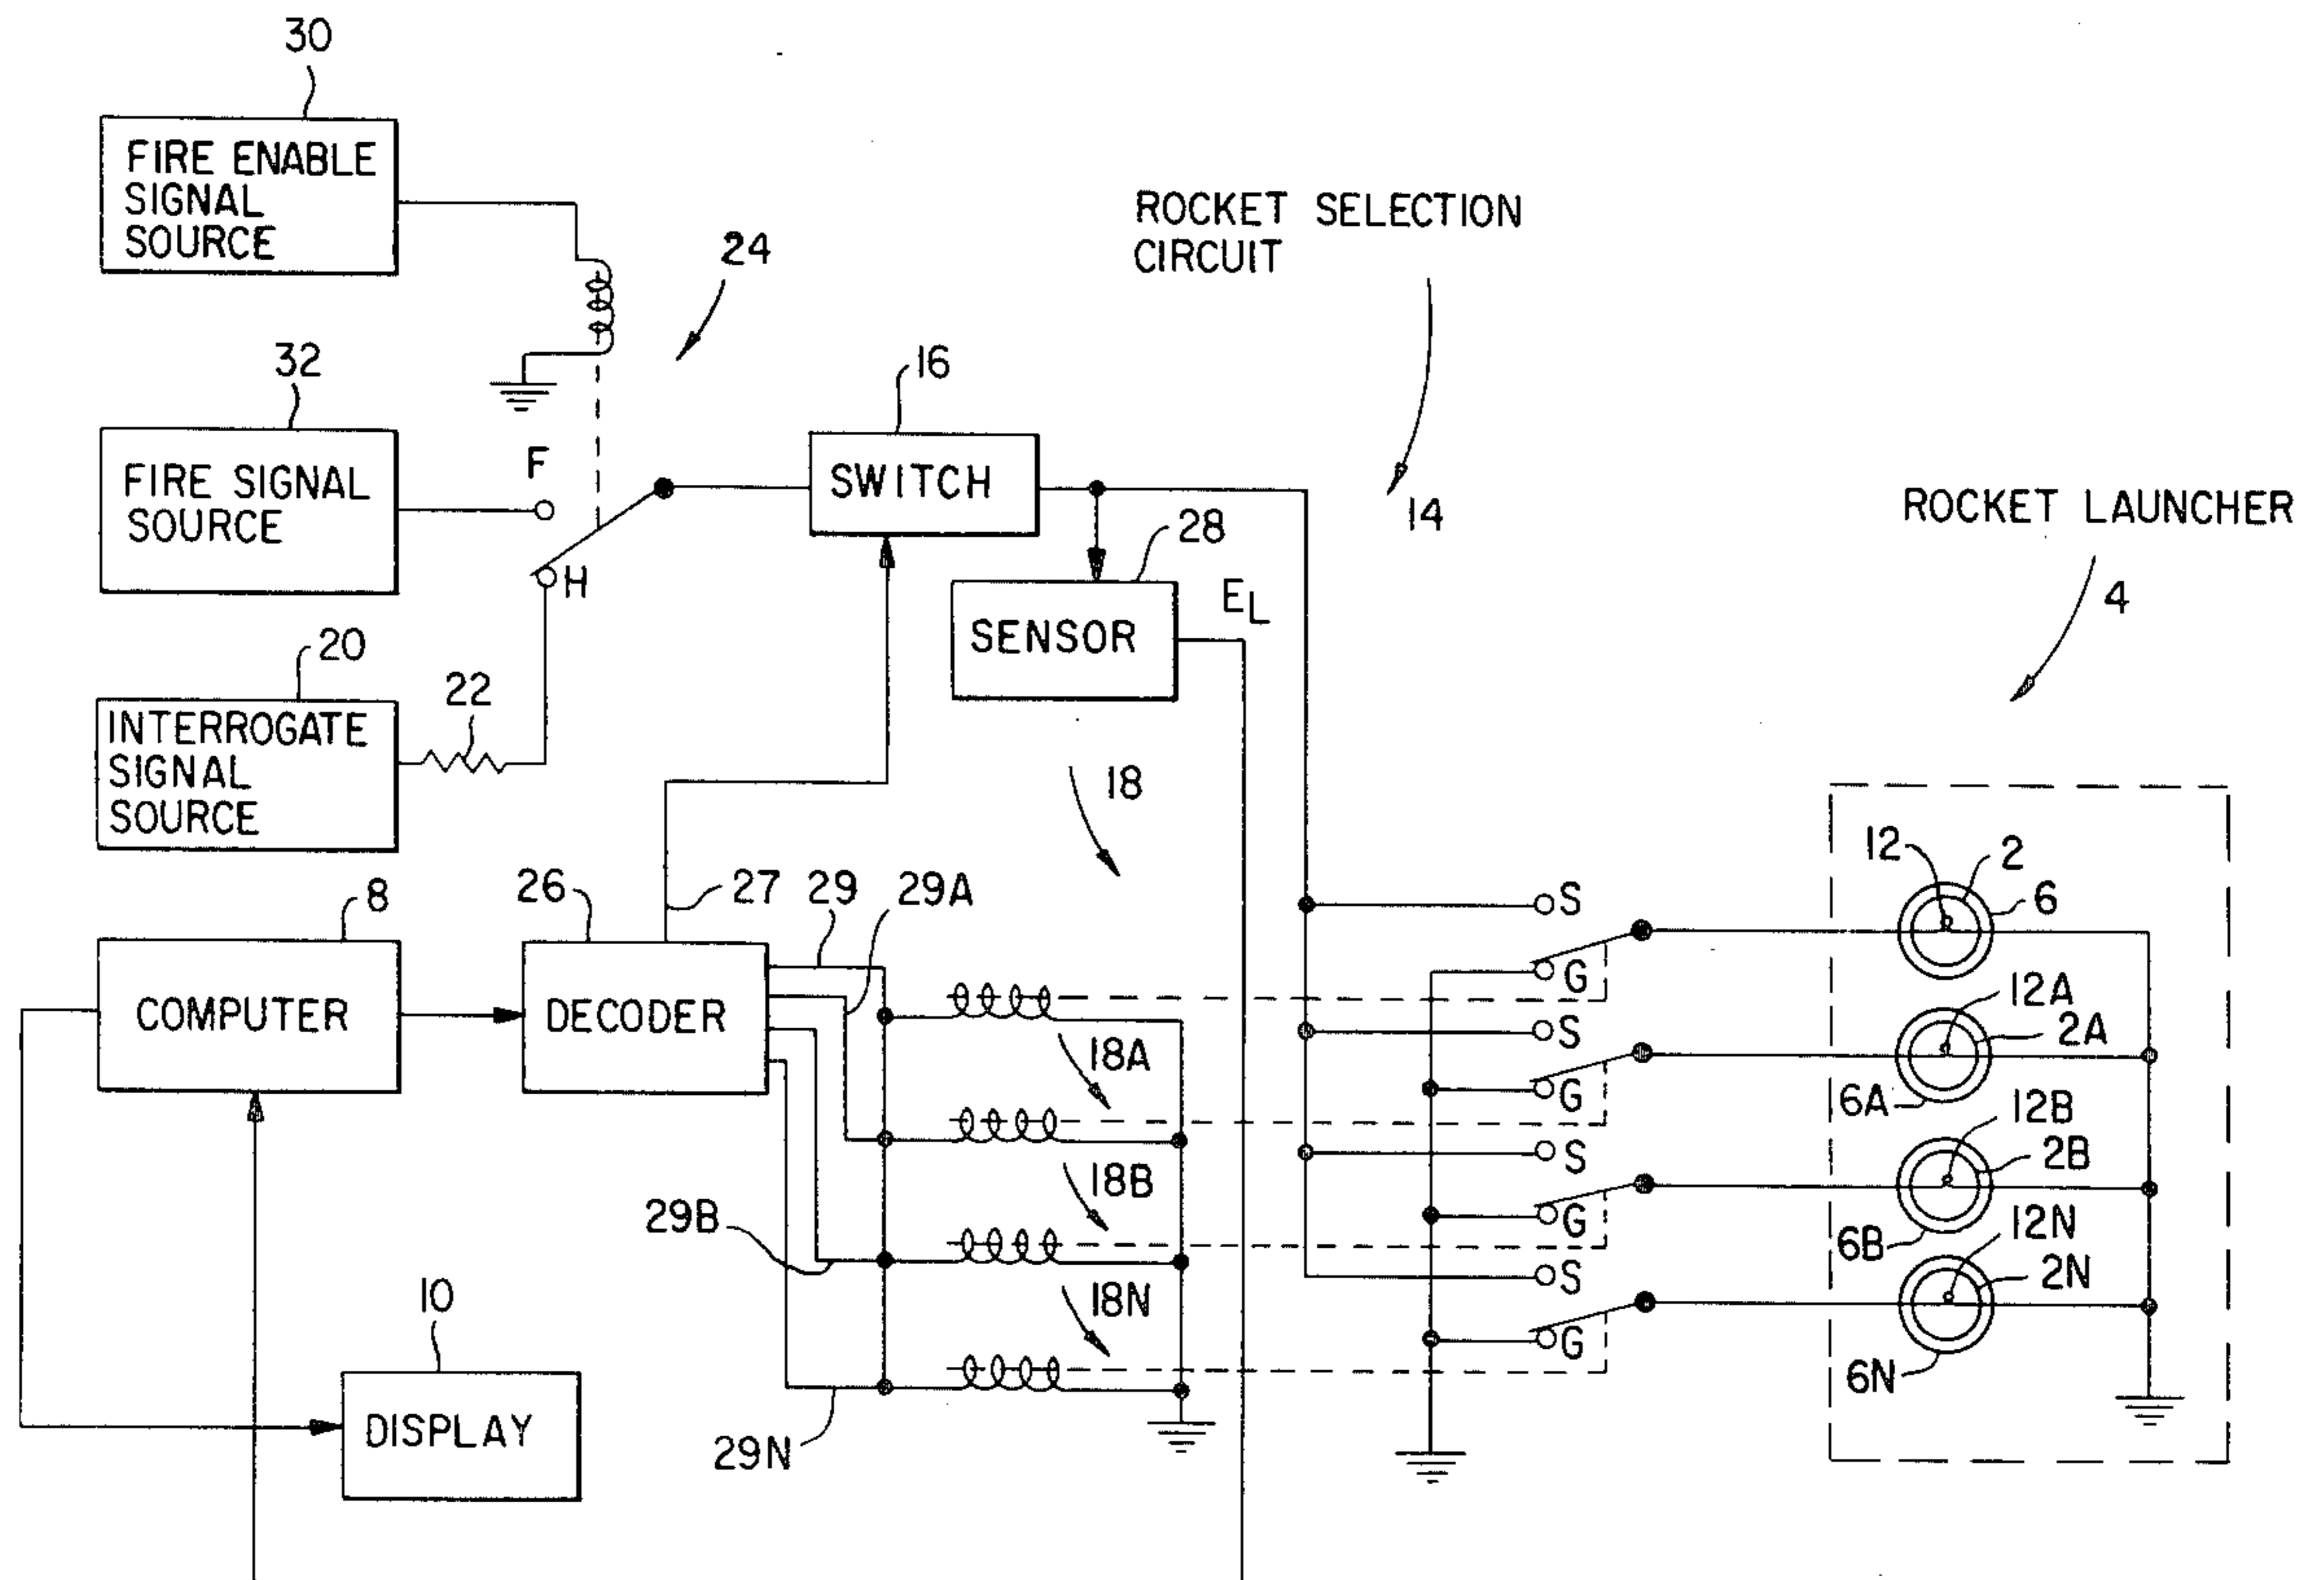 30
FIRE ENABLE
SIGNAL
SOURCE
24
ROCKET SELECTION
CIRCUIT
14
32
FIRE SIGNAL
SOURCE
F
H
16
SWITCH
28
SENSOR
EL
ROCKET LAUNCHER
4
20
INTERROGATE
SIGNAL
SOURCE
22
18
8
COMPUTER
26
DECODER
27
29
29A
18A
18B
29B
18N
29N
10
DISPLAY
S
G
S
G
S
G
S
G
12
2
6
12A
2A
6A
12B
2B
6B
12N
2N
6N